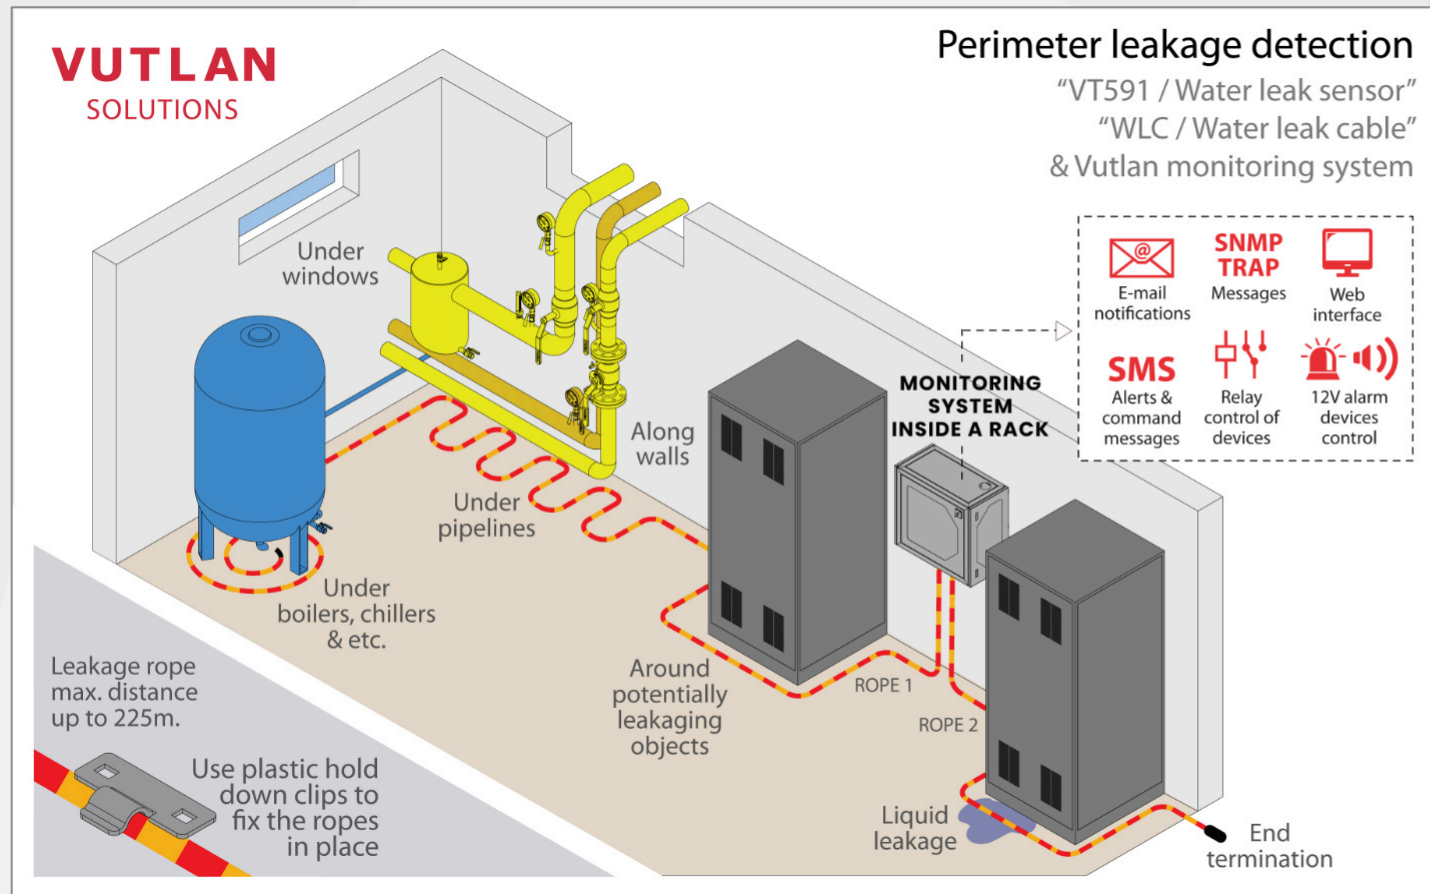 VUTLAN
SOLUTIONS
Perimeter leakage detection
“VT591 / Water leak sensor”
“WLC / Water leak cable”
& Vutlan monitoring system
@
E-mail
notifications
SNMP
TRAP
Messages
Web
interface
SMS
Alerts &
command
messages
Relay
control of
devices
12V alarm
devices
control
Under
windows
MONITORING
SYSTEM
INSIDE A RACK
Along
walls
Under
pipelines
Under
boilers, chillers
& etc.
Around
potentially
leakaging
objects
ROPE 1
ROPE 2
Leakage rope
max. distance
up to 225m.
Use plastic hold
down clips to
fix the ropes
in place
Liquid
leakage
End
termination